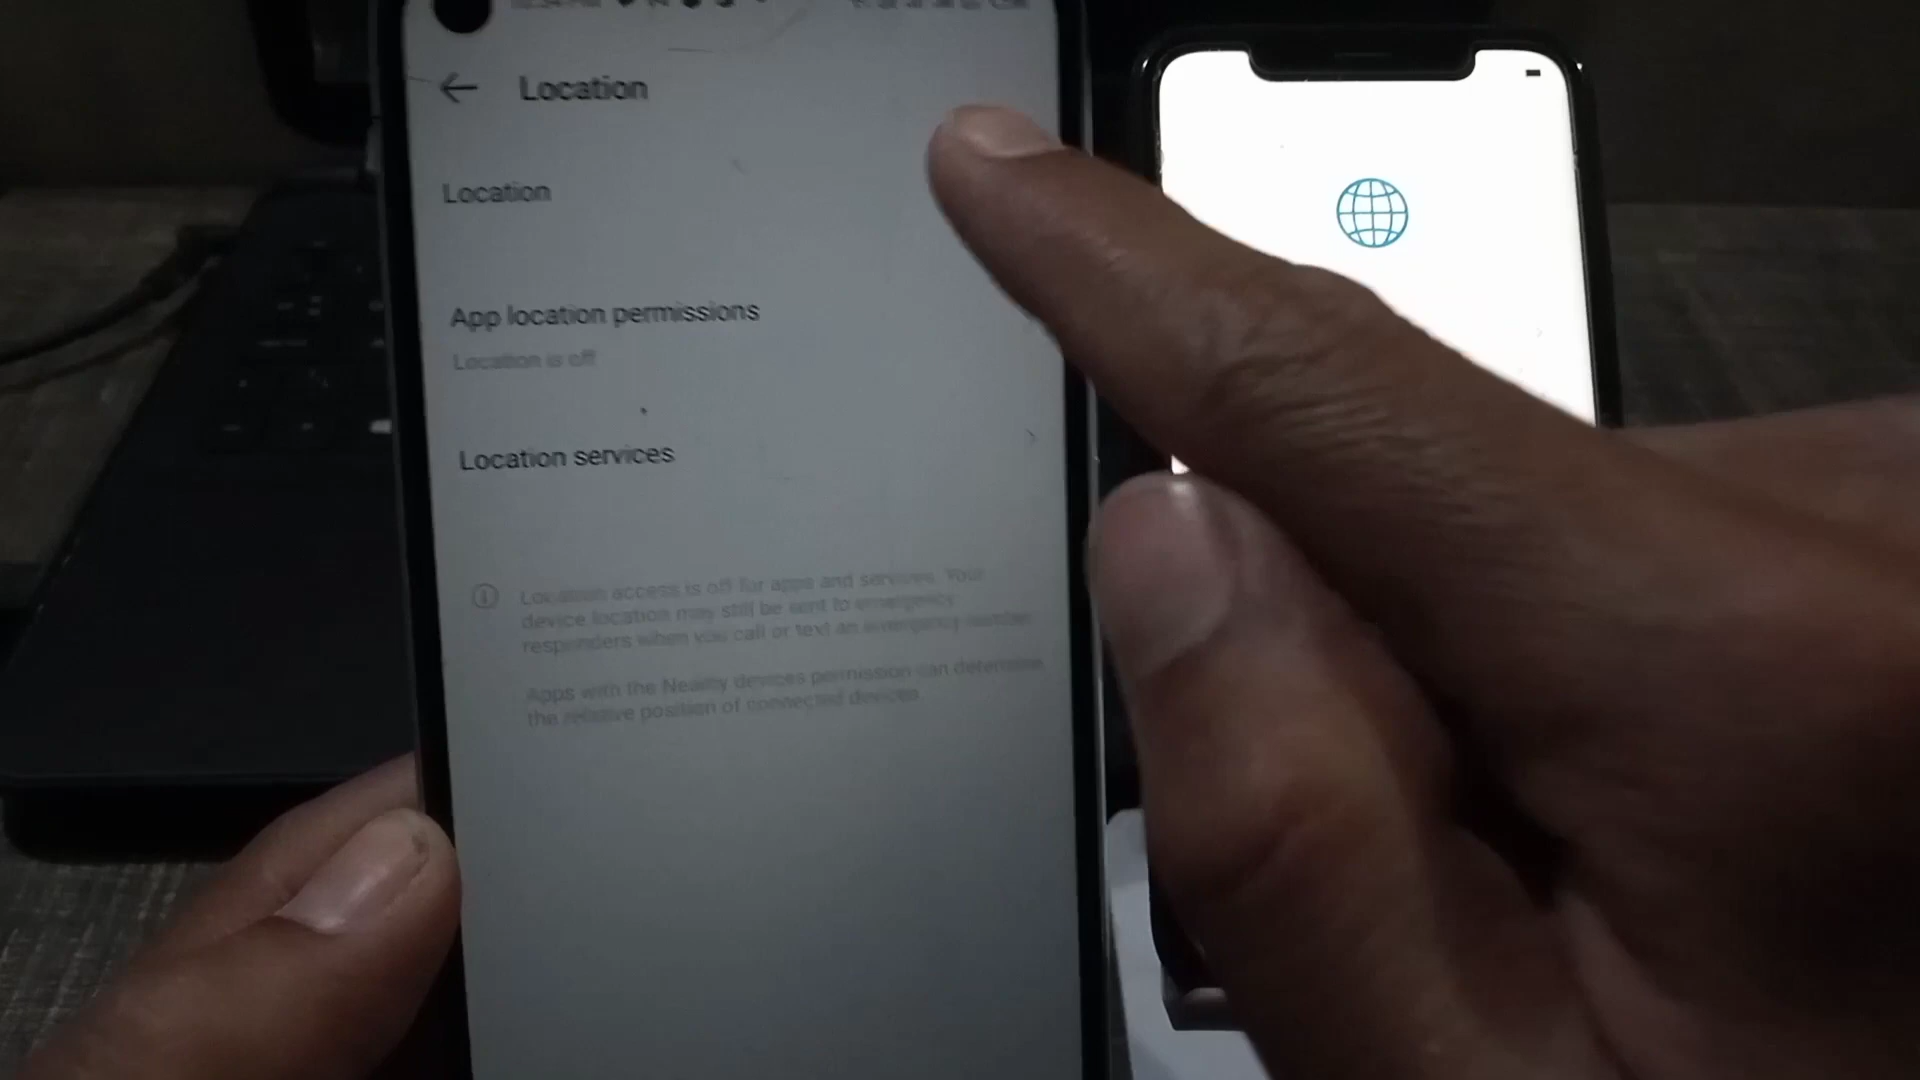 Location
Location
App location permissions
Location is off
Location services
Location access is off for apps and services. Your
device location may still be sent to emergency
responders when you call or text an emergency number.
Apps with the Nearby devices permission can determine
the relative position of connected devices.